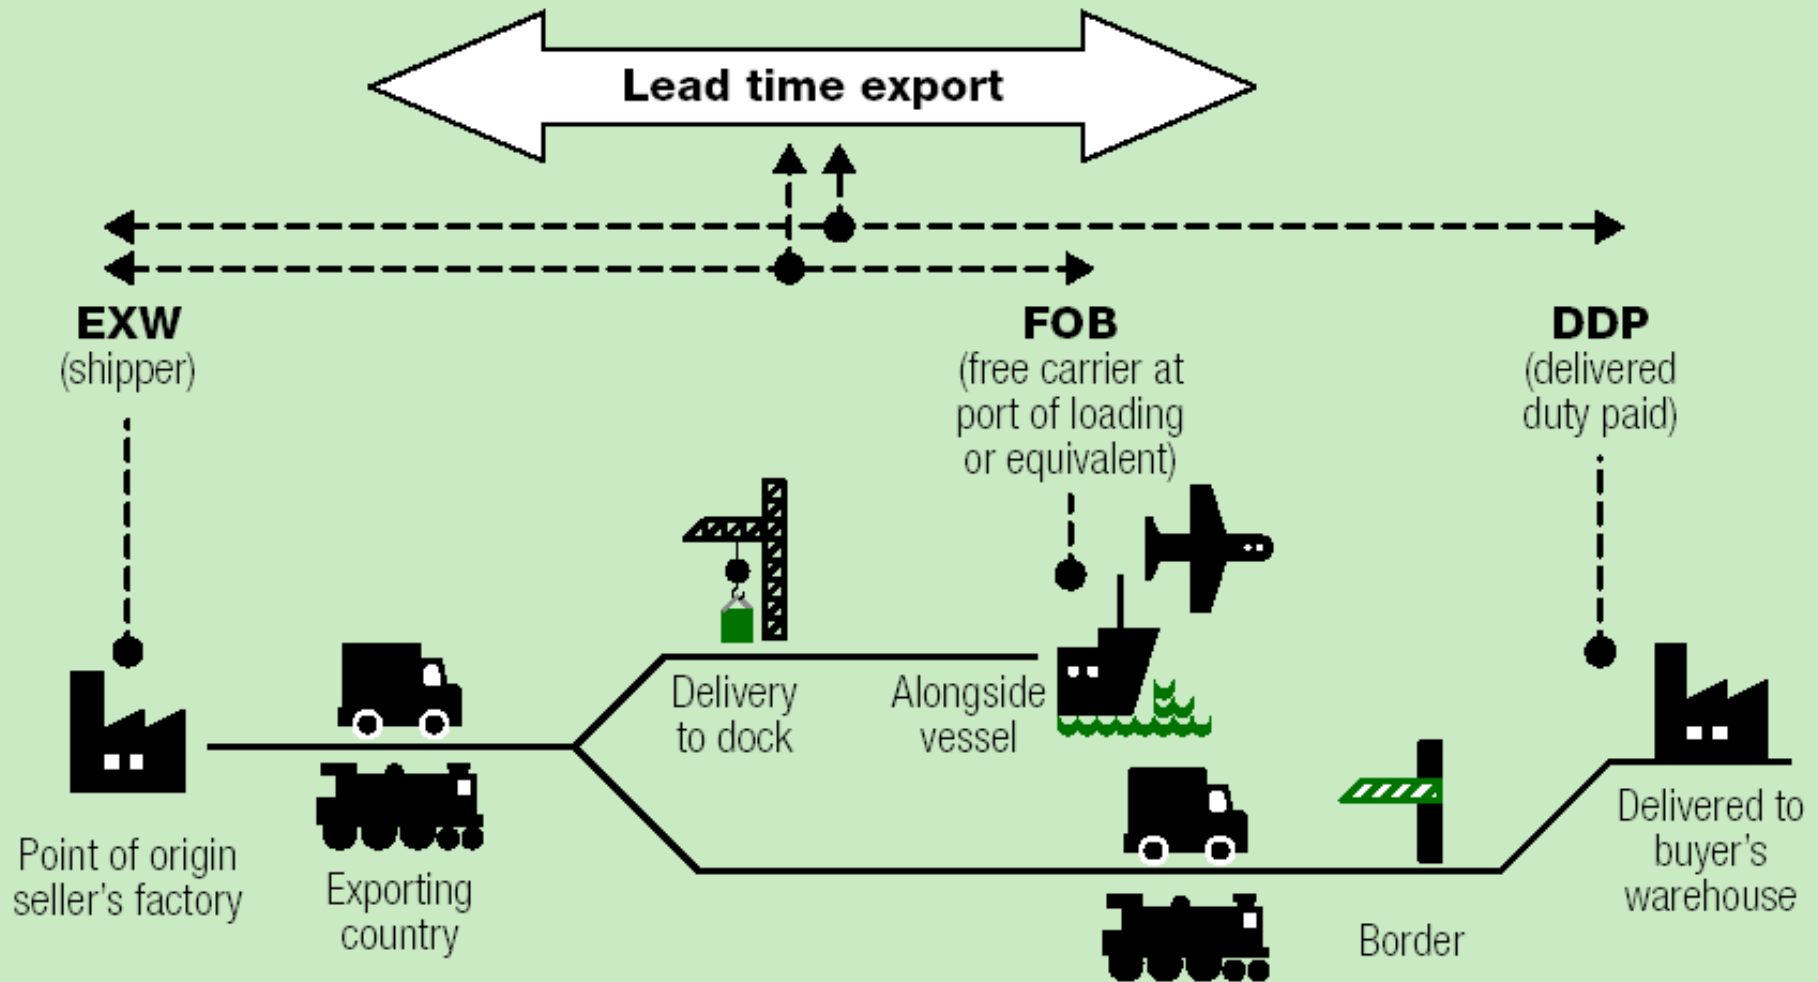 Lead time export
EXW
(shipper)
FOB
(free carrier at
port of loading
or equivalent)
DDP
(delivered
duty paid)
Delivery
to dock
Alongside
vessel
Point of origin
seller's factory
Exporting
country
Border
Delivered to
buyer's
warehouse